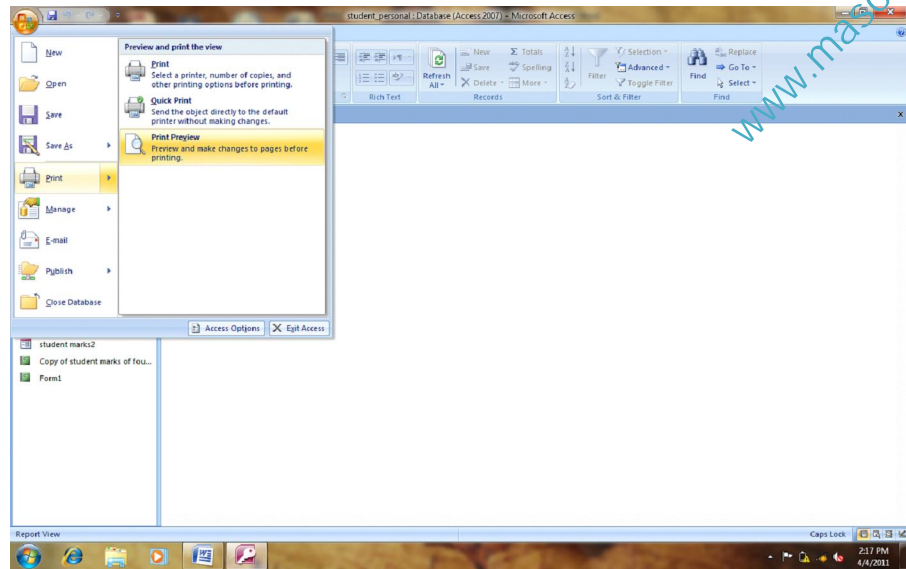 student_personal : Database (Access 2007) - Microsoft Access
www.maso
New
Open
Save
Save As
Print
Manage
E-mail
Publish
Close Database
Preview and print the view
Print
Select a printer, number of copies, and
other printing options before printing.
Quick Print
Send the object directly to the default
printer without making changes.
Print Preview
Preview and make changes to pages before
printing.
Access Options
Exit Access
Rich Text
Refresh
All
New
Save
Delete
Totals
Spelling
More
Records
Filter
Selection
Advanced
Toggle Filter
Sort & Filter
Find
Replace
Go To
Select
Find
student marks2
Copy of student marks of fou...
Form1
Report View
Caps Lock
2:17 PM
4/4/2011